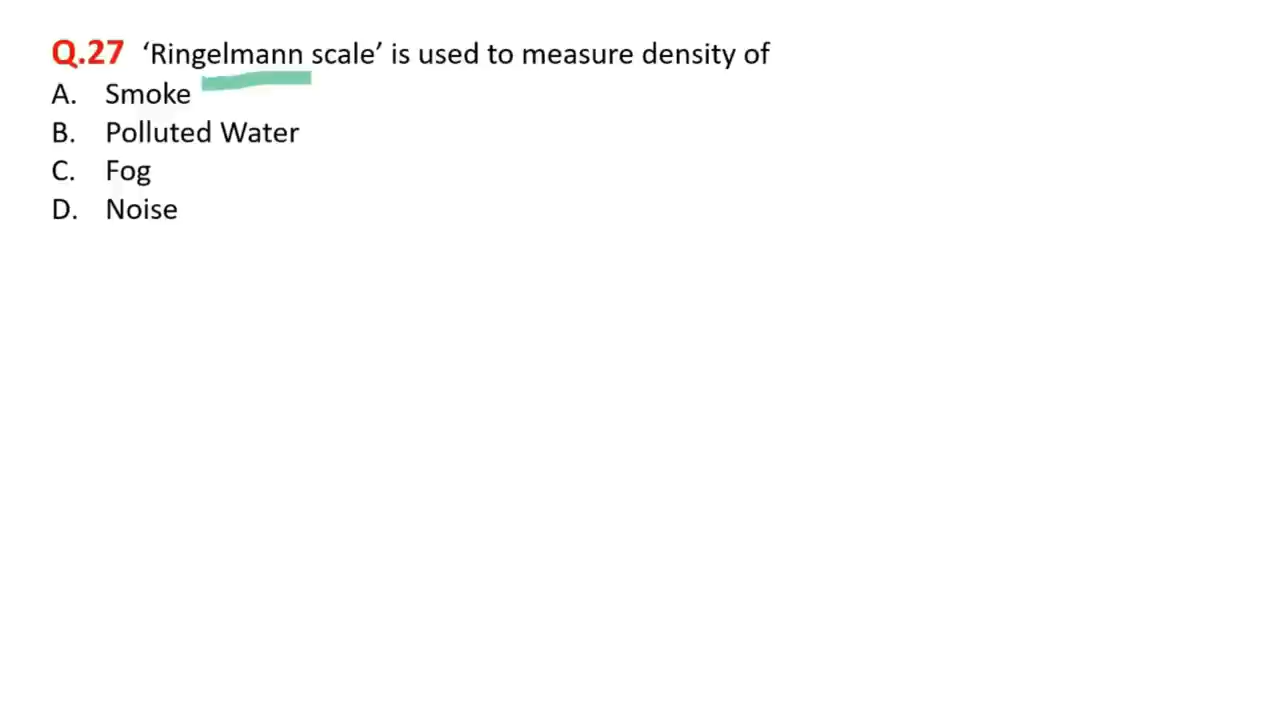 Q.27 ‘Ringelmann scale’ is used to measure density of
A. Smoke
B. Polluted Water
C. Fog
D. Noise